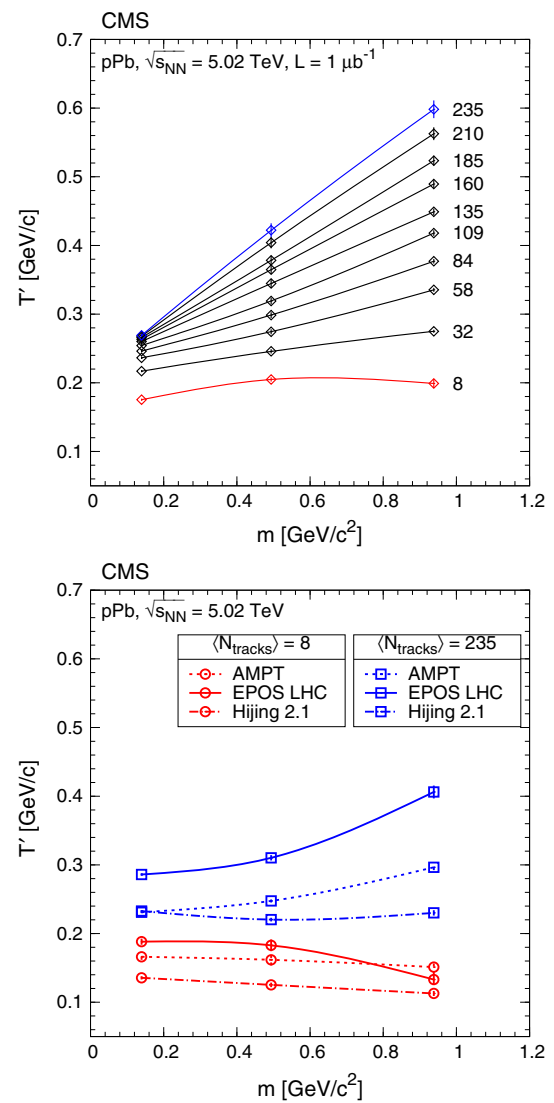 CMS
pPb, √sNN = 5.02 TeV, L = 1 μb⁻¹
0.7
0.6
0.5
0.4
0.3
0.2
0.1
T′ [GeV/c]
235
210
185
160
135
109
84
58
32
8
0 0.2 0.4 0.6 0.8 1 1.2
m [GeV/c²]
CMS
pPb, √sNN = 5.02 TeV
⟨Ntracks⟩ = 8
AMPT
EPOS LHC
Hijing 2.1
⟨Ntracks⟩ = 235
AMPT
EPOS LHC
Hijing 2.1
0.7
0.6
0.5
0.4
0.3
0.2
0.1
T′ [GeV/c]
0 0.2 0.4 0.6 0.8 1 1.2
m [GeV/c²]